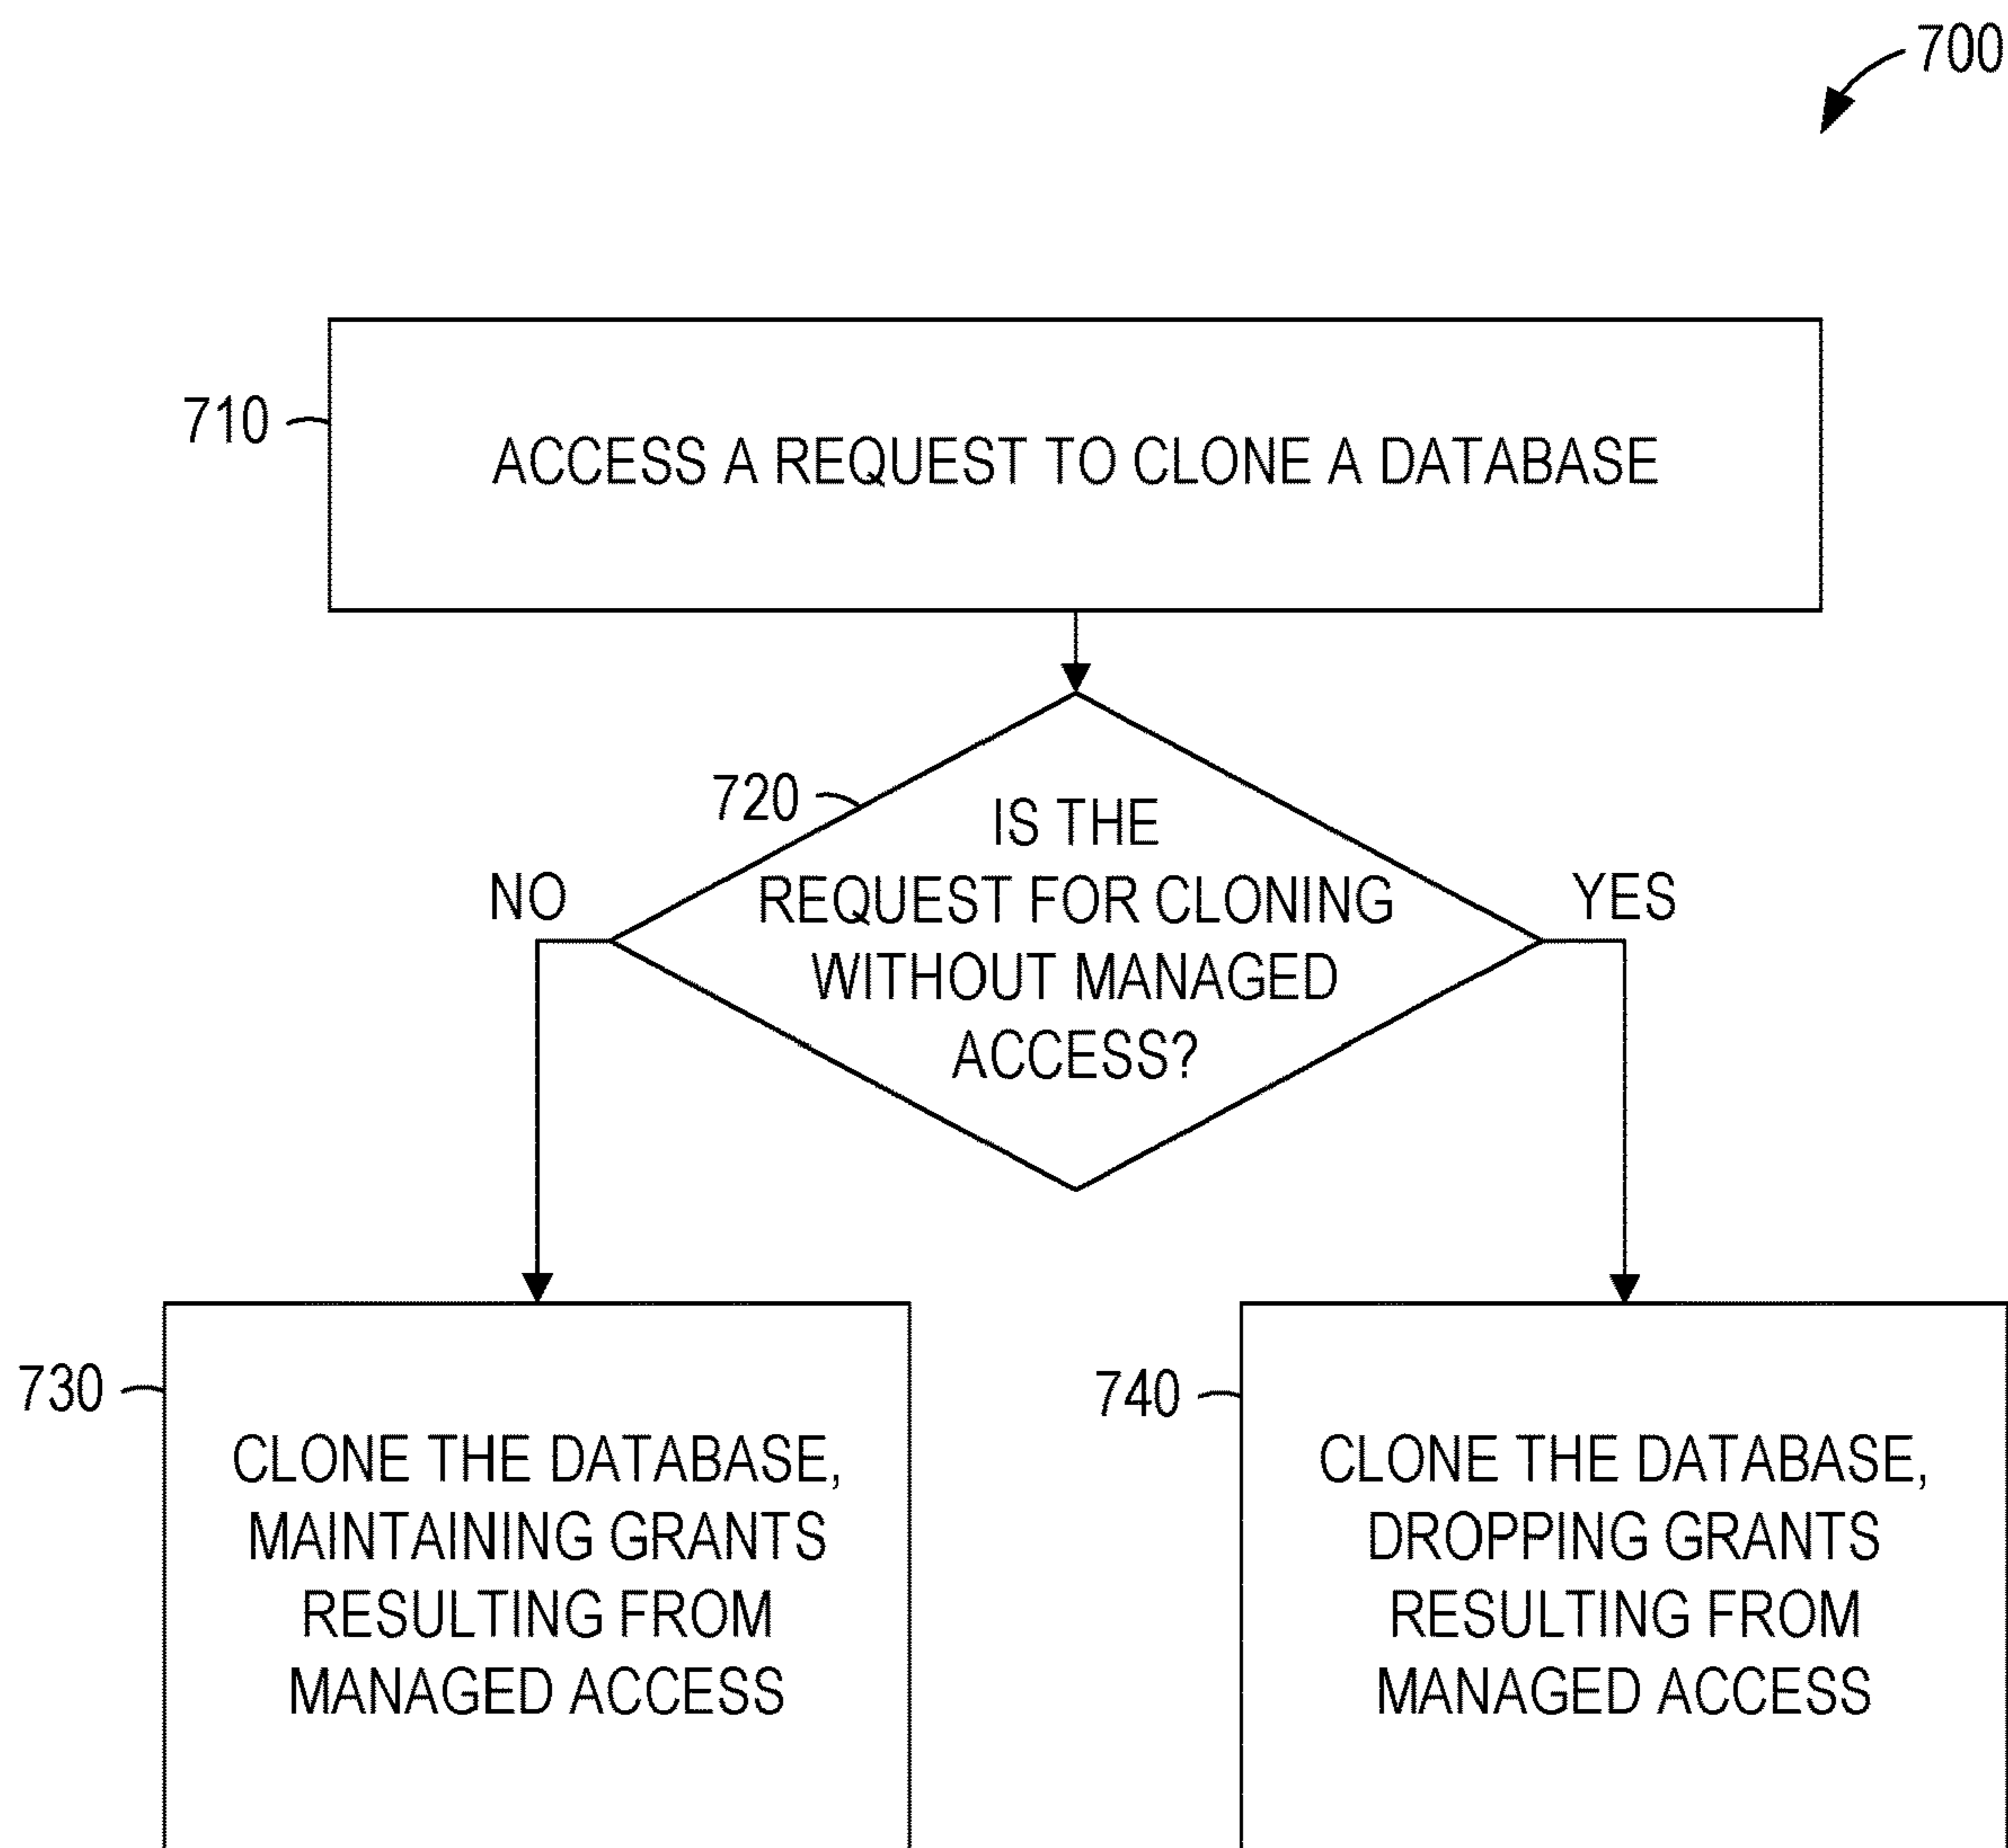 700
710
ACCESS A REQUEST TO CLONE A DATABASE
720
IS THE
REQUEST FOR CLONING
WITHOUT MANAGED
ACCESS?
NO
YES
730
CLONE THE DATABASE,
MAINTAINING GRANTS
RESULTING FROM
MANAGED ACCESS
740
CLONE THE DATABASE,
DROPPING GRANTS
RESULTING FROM
MANAGED ACCESS